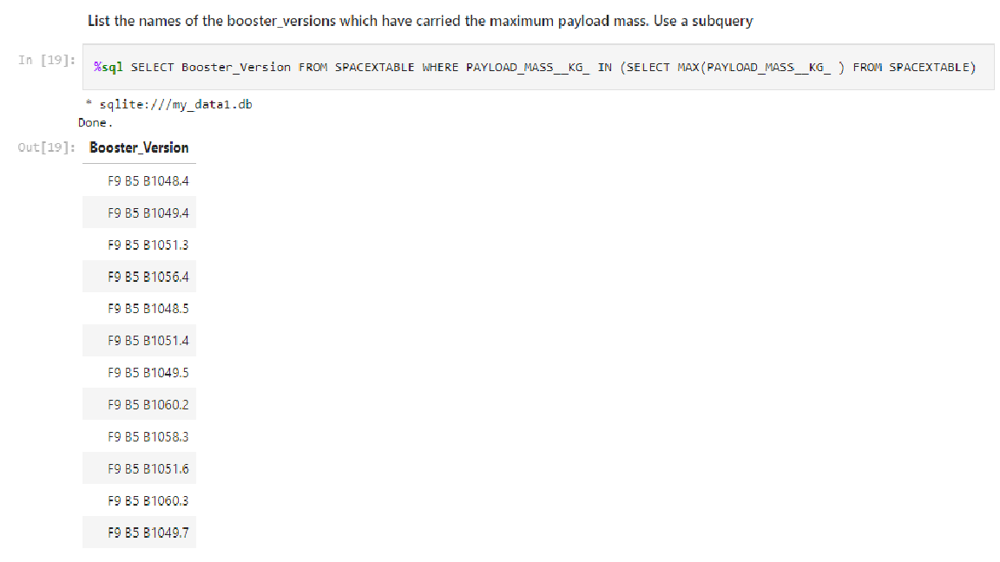 List the names of the booster_versions which have carried the maximum payload mass. Use a subquery
In [19]: %sql SELECT Booster_Version FROM SPACEXTABLE WHERE PAYLOAD_MASS__KG_ IN (SELECT MAX(PAYLOAD_MASS__KG_ ) FROM SPACEXTABLE)
* sqlite:///my_data1.db
Done.
Out[19]: Booster_Version
F9 B5 B1048.4
F9 B5 B1049.4
F9 B5 B1051.3
F9 B5 B1056.4
F9 B5 B1048.5
F9 B5 B1051.4
F9 B5 B1049.5
F9 B5 B1060.2
F9 B5 B1058.3
F9 B5 B1051.6
F9 B5 B1060.3
F9 B5 B1049.7